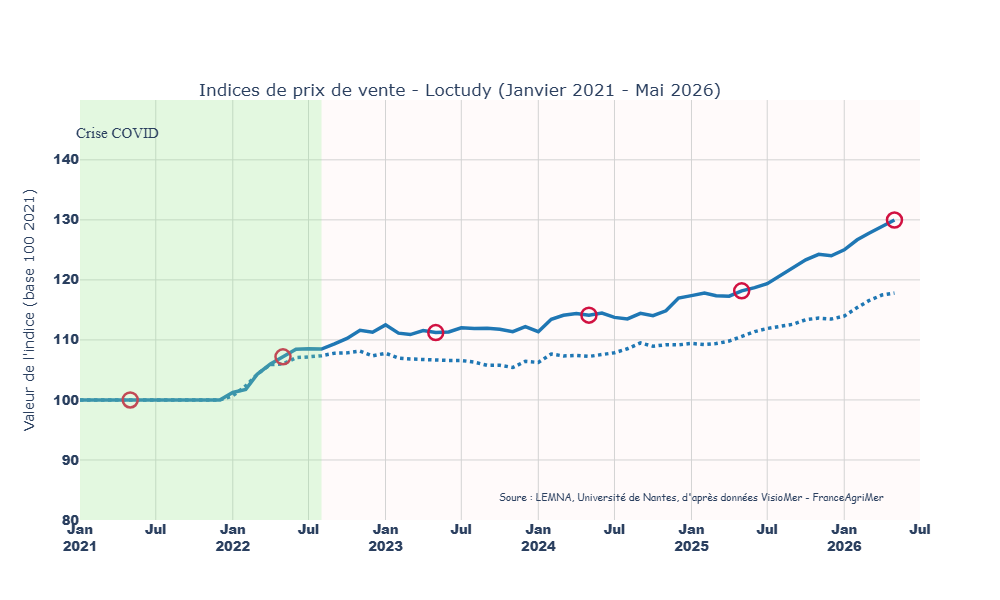 Indices de prix de vente - Loctudy (Janvier 2021 - Mai 2026)
Crise COVID
Valeur de l'indice (base 100 2021)
140
130
120
110
100
90
80
Soure : LEMNA, Université de Nantes, d'après données VisioMer - FranceAgriMer
Jan Jul Jan Jul Jan Jul Jan Jul Jan Jul Jan Jul
2021 2022 2023 2024 2025 2026